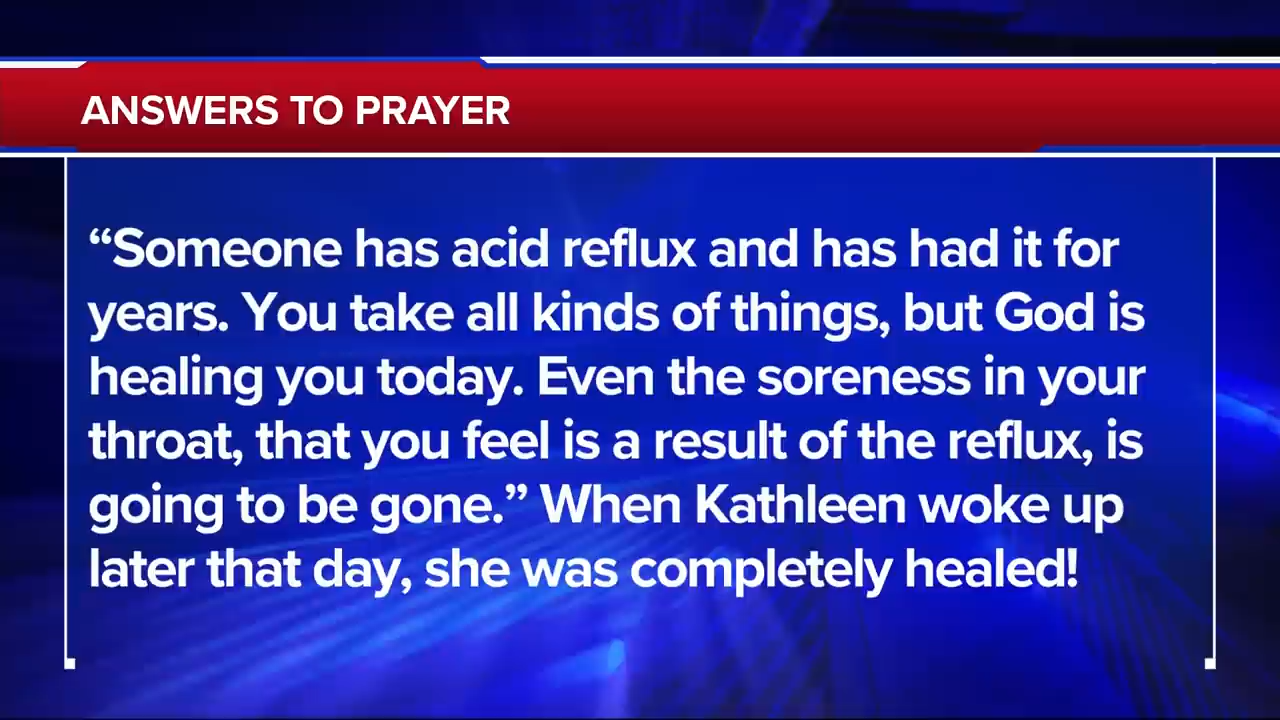 ANSWERS TO PRAYER
“Someone has acid reflux and has had it for
years. You take all kinds of things, but God is
healing you today. Even the soreness in your
throat, that you feel is a result of the reflux, is
going to be gone.” When Kathleen woke up
later that day, she was completely healed!